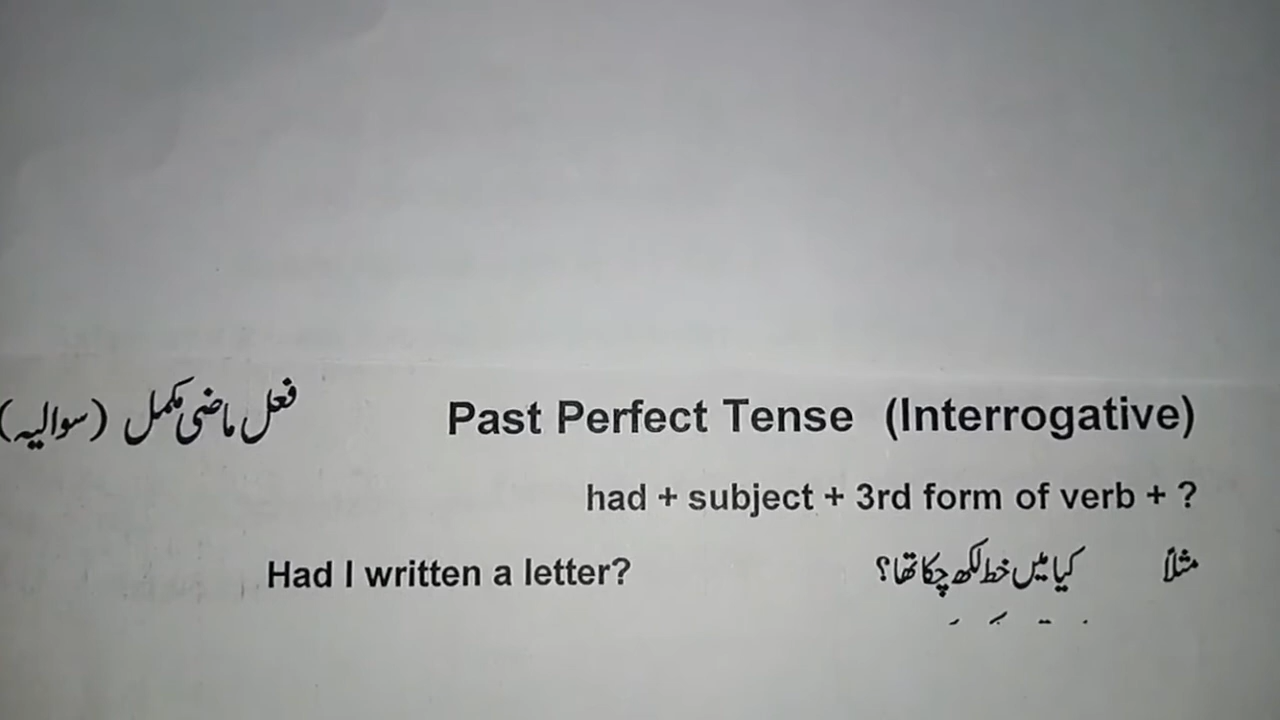 Past Perfect Tense (Interrogative) فعل ماضی مکمل (سوالیہ)
had + subject + 3rd form of verb + ?
مثلاً کیا میں خط لکھ چکا تھا؟ Had I written a letter?